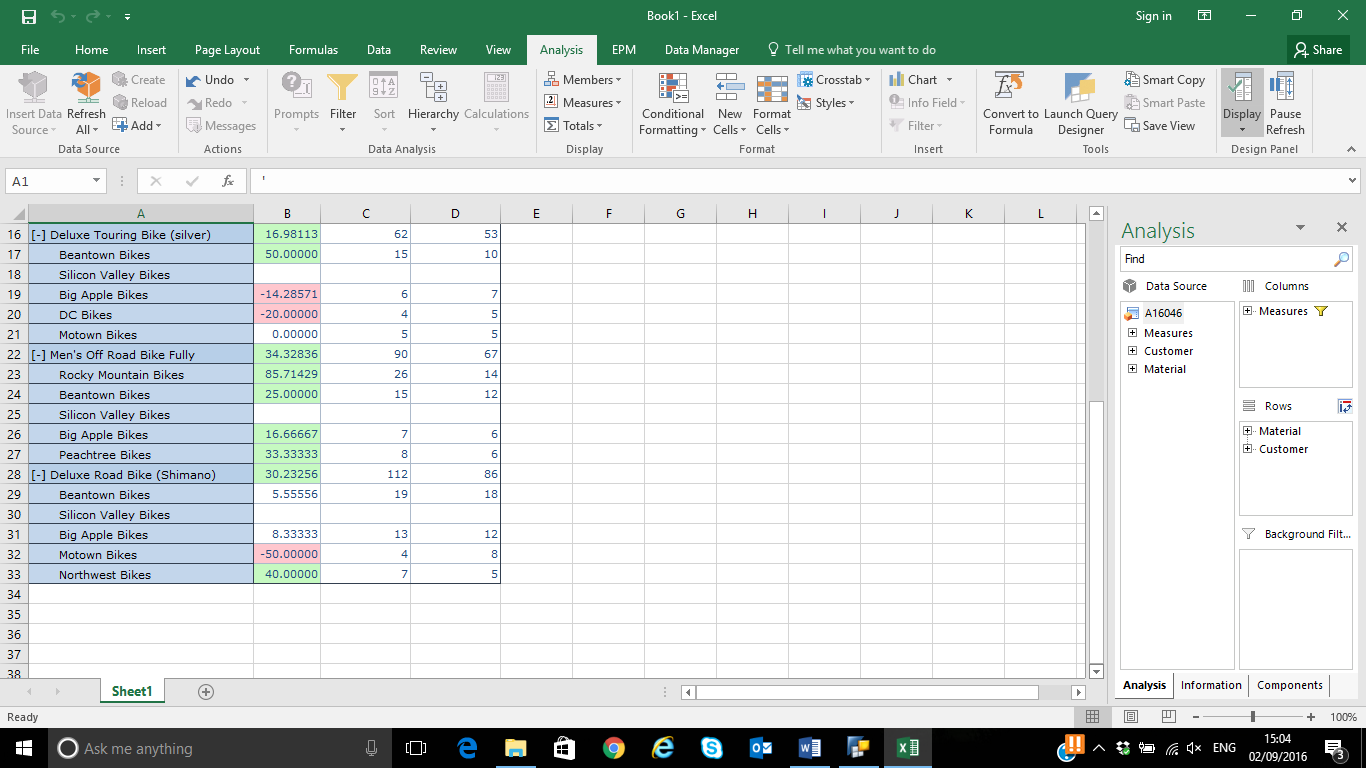 Book1 - Excel
Sign in
File Home Insert Page Layout Formulas Data Review View Analysis EPM Data Manager Tell me what you want to do Share
Insert Data Source
Refresh All
Create
Reload
Add
Data Source
Undo
Redo
Messages
Actions
Prompts Filter Sort Hierarchy Calculations
Data Analysis
Members
Measures
Totals
Display
Conditional Formatting
New Cells
Format Cells
Crosstab
Styles
Format
Chart
Info Field
Filter
Insert
Convert to Formula
Launch Query Designer
Smart Copy
Smart Paste
Save View
Tools
Display
Pause Refresh
Design Panel
A1 fx '
A B C D E F G H I J K L
16 [-] Deluxe Touring Bike (silver) 16.98113 62 53
17 Beantown Bikes 50.00000 15 10
18 Silicon Valley Bikes
19 Big Apple Bikes -14.28571 6 7
20 DC Bikes -20.00000 4 5
21 Motown Bikes 0.00000 5 5
22 [-] Men's Off Road Bike Fully 34.32836 90 67
23 Rocky Mountain Bikes 85.71429 26 14
24 Beantown Bikes 25.00000 15 12
25 Silicon Valley Bikes
26 Big Apple Bikes 16.66667 7 6
27 Peachtree Bikes 33.33333 8 6
28 [-] Deluxe Road Bike (Shimano) 30.23256 112 86
29 Beantown Bikes 5.55556 19 18
30 Silicon Valley Bikes
31 Big Apple Bikes 8.33333 13 12
32 Motown Bikes -50.00000 4 8
33 Northwest Bikes 40.00000 7 5
34
35
36
37
38
Analysis
Find
Data Source
A16046
Measures
Customer
Material
Columns
Measures
Rows
Material
Customer
Background Filt...
Analysis Information Components
Sheet1
Ready
100%
Ask me anything
ENG
15:04
02/09/2016
3